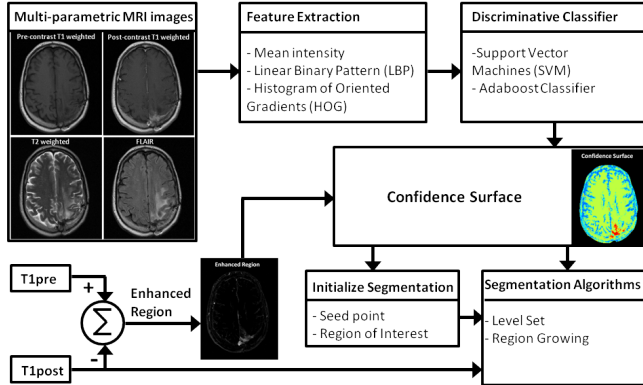 Multi-parametric MRI images
Pre-contrast T1 weighted
Post-contrast T1 weighted
T2 weighted
FLAIR
Feature Extraction
- Mean intensity
- Linear Binary Pattern (LBP)
- Histogram of Oriented
Gradients (HOG)
Discriminative Classifier
-Support Vector
Machines (SVM)
- Adaboost Classifier
Confidence Surface
Confidence Surface
T1pre
+
Σ
-
T1post
Enhanced
Region
Enhanced Region
Initialize Segmentation
- Seed point
- Region of Interest
Segmentation Algorithms
- Level Set
- Region Growing